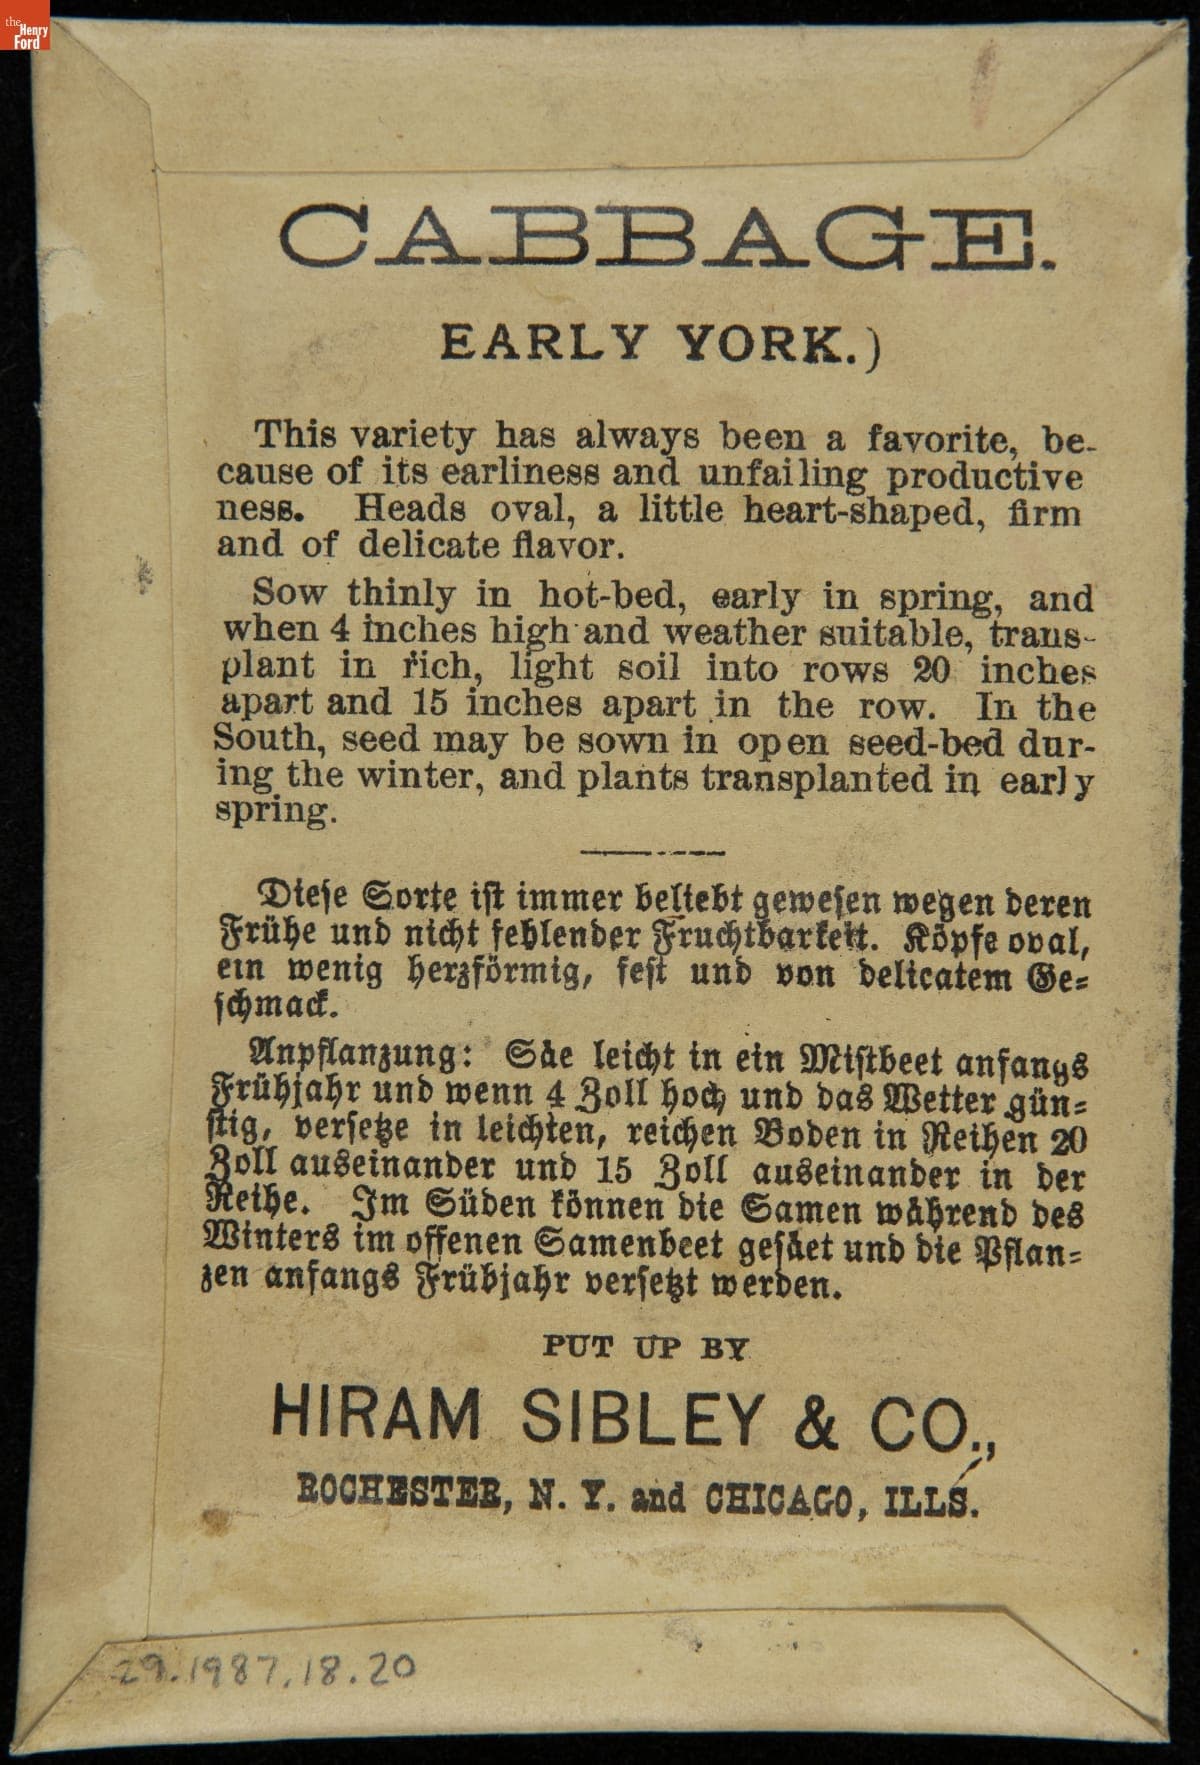 the
Henry
Ford
CABBAGE.
EARLY YORK.)
This variety has always been a favorite, be-
cause of its earliness and unfailing productive
ness. Heads oval, a little heart-shaped, firm
and of delicate flavor.
Sow thinly in hot-bed, early in spring, and
when 4 inches high and weather suitable, trans-
plant in rich, light soil into rows 20 inches
apart and 15 inches apart in the row. In the
South, seed may be sown in open seed-bed dur-
ing the winter, and plants transplanted in early
spring.
Diese Sorte ist immer beliebt gewesen wegen deren
Frühe und nicht fehlender Fruchtbarkeit. Köpfe oval,
ein wenig herzförmig, fest und von delicatem Ge-
schmack.
Anpflanzung: Säe leicht in ein Mistbeet anfangs
Frühjahr und wenn 4 Zoll hoch und das Wetter gün-
stig, versetze in leichten, reichen Boden in Reihen 20
Zoll auseinander und 15 Zoll auseinander in der
Reihe. Im Süden können die Samen während des
Winters im offenen Samenbeet gesäet und die Pflan-
zen anfangs Frühjahr versetzt werden.
PUT UP BY
HIRAM SIBLEY & CO.,
ROCHESTER, N. Y. and CHICAGO, ILLS.
29.1987.18.20